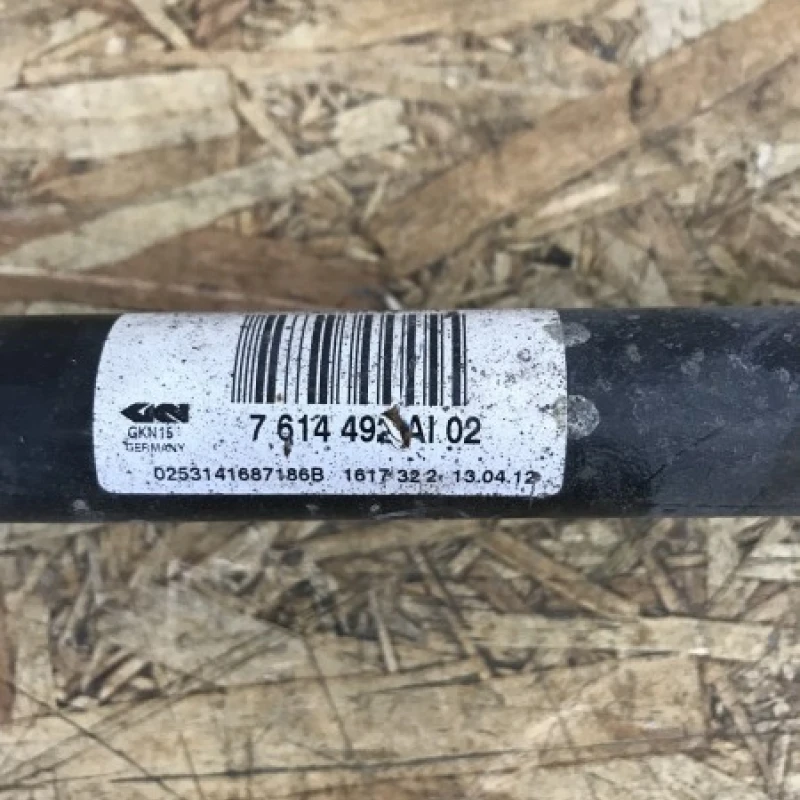 GKN
GKN15
GERMANY
7 614 492 AI 02
0253141687186B 1617 32 2 13.04.12